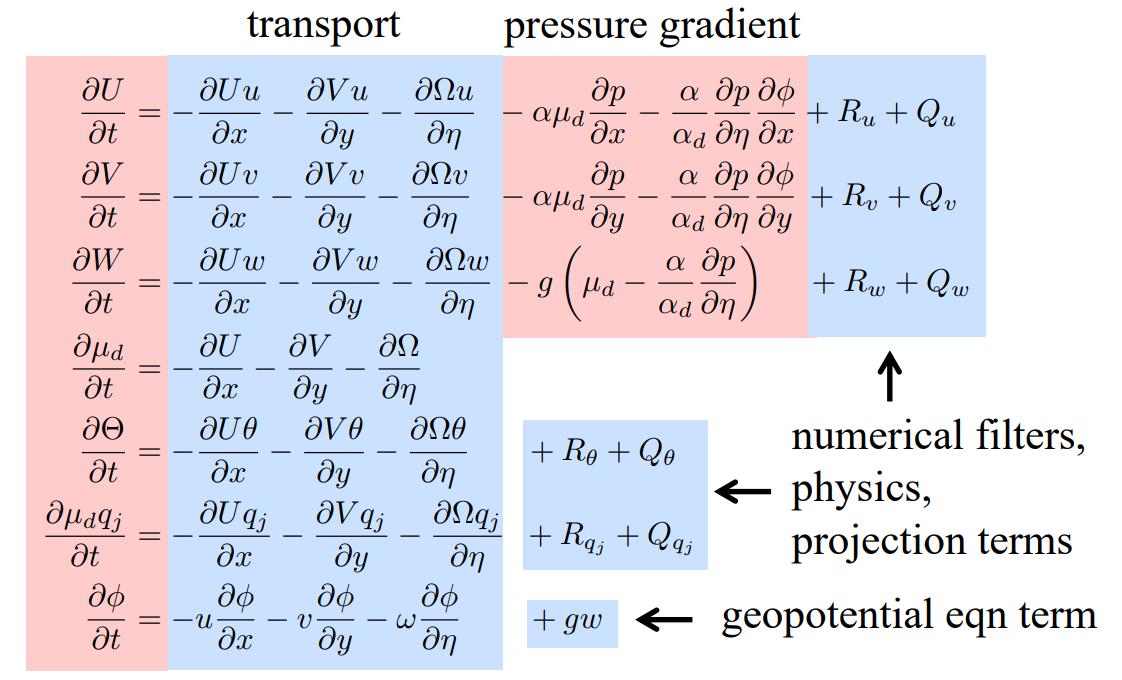 transport pressure gradient
∂U/∂t = −∂Uu/∂x − ∂Vu/∂y − ∂Ωu/∂η − αμ_d ∂p/∂x − α/α_d ∂p/∂η ∂ϕ/∂x + R_u + Q_u
∂V/∂t = −∂Uv/∂x − ∂Vv/∂y − ∂Ωv/∂η − αμ_d ∂p/∂y − α/α_d ∂p/∂η ∂ϕ/∂y + R_v + Q_v
∂W/∂t = −∂Uw/∂x − ∂Vw/∂y − ∂Ωw/∂η − g(μ_d − α/α_d ∂p/∂η) + R_w + Q_w
∂μ_d/∂t = −∂U/∂x − ∂V/∂y − ∂Ω/∂η
∂Θ/∂t = −∂Uθ/∂x − ∂Vθ/∂y − ∂Ωθ/∂η + R_θ + Q_θ
∂μ_d q_j/∂t = −∂Uq_j/∂x − ∂Vq_j/∂y − ∂Ωq_j/∂η + R_{q_j} + Q_{q_j}
∂ϕ/∂t = −u ∂ϕ/∂x − v ∂ϕ/∂y − ω ∂ϕ/∂η + gw
numerical filters,
physics,
projection terms
geopotential eqn term